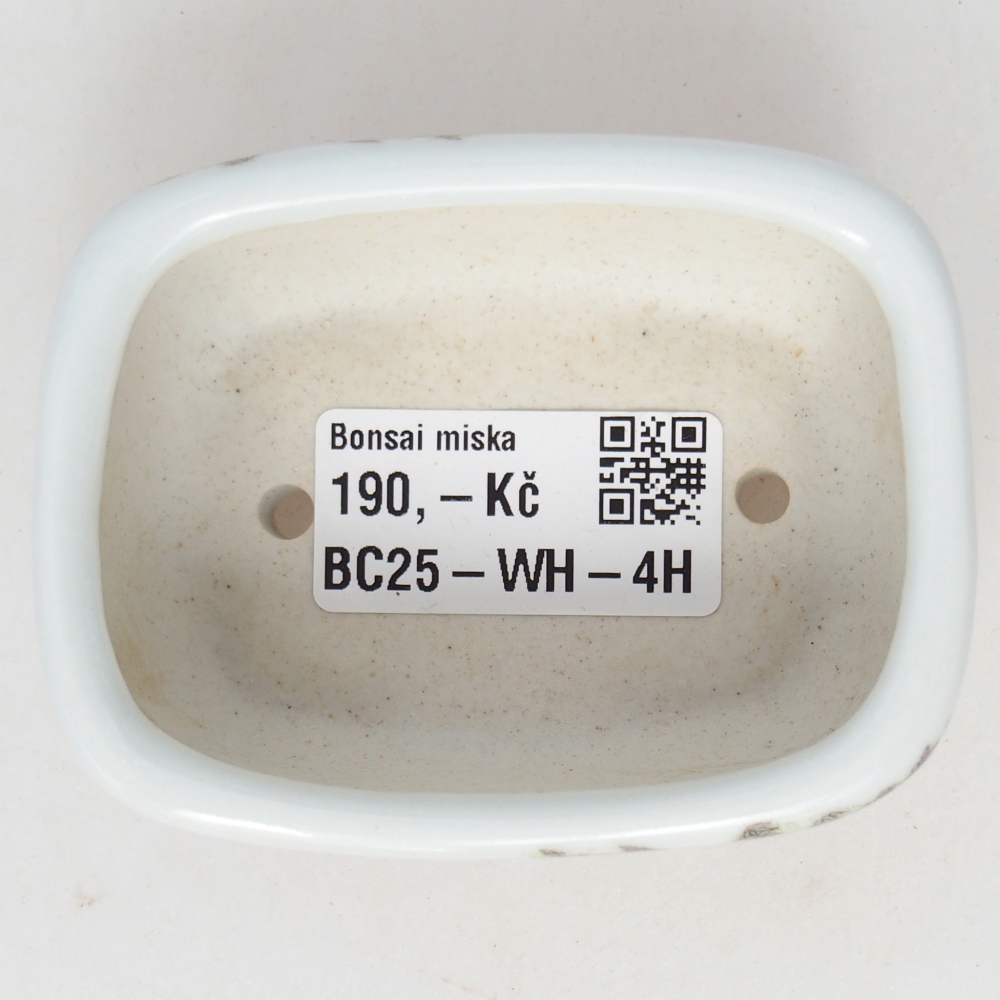 Bonsai miska
190,– Kč
BC25 – WH – 4H